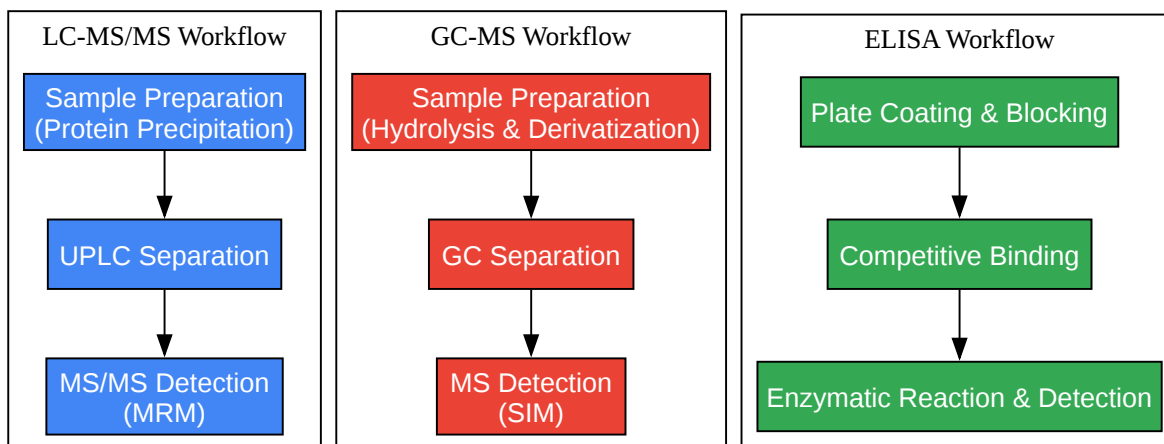 LC-MS/MS Workflow
Sample Preparation
(Protein Precipitation)
UPLC Separation
MS/MS Detection
(MRM)
GC-MS Workflow
Sample Preparation
(Hydrolysis & Derivatization)
GC Separation
MS Detection
(SIM)
ELISA Workflow
Plate Coating & Blocking
Competitive Binding
Enzymatic Reaction & Detection